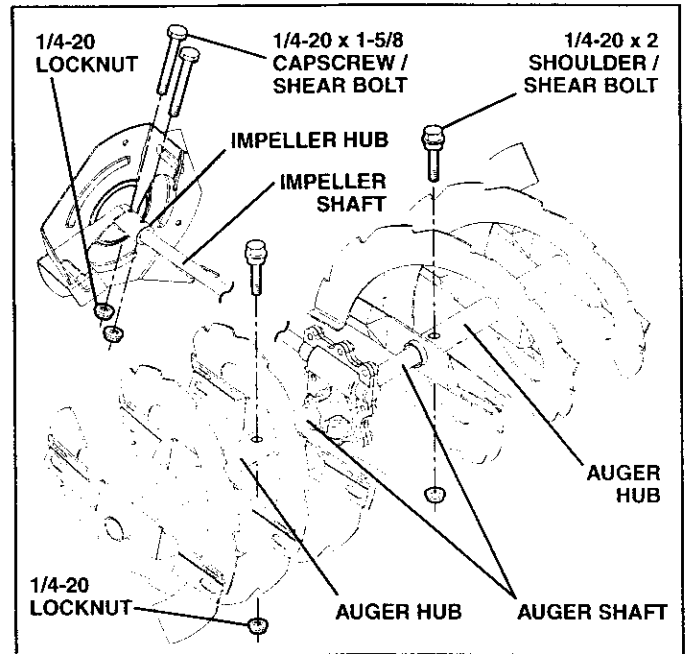 1/4-20
LOCKNUT
1/4-20 x 1-5/8
CAPSCREW /
SHEAR BOLT
1/4-20 x 2
SHOULDER /
SHEAR BOLT
IMPELLER HUB
IMPELLER
SHAFT
AUGER
HUB
1/4-20
LOCKNUT
AUGER HUB
AUGER SHAFT